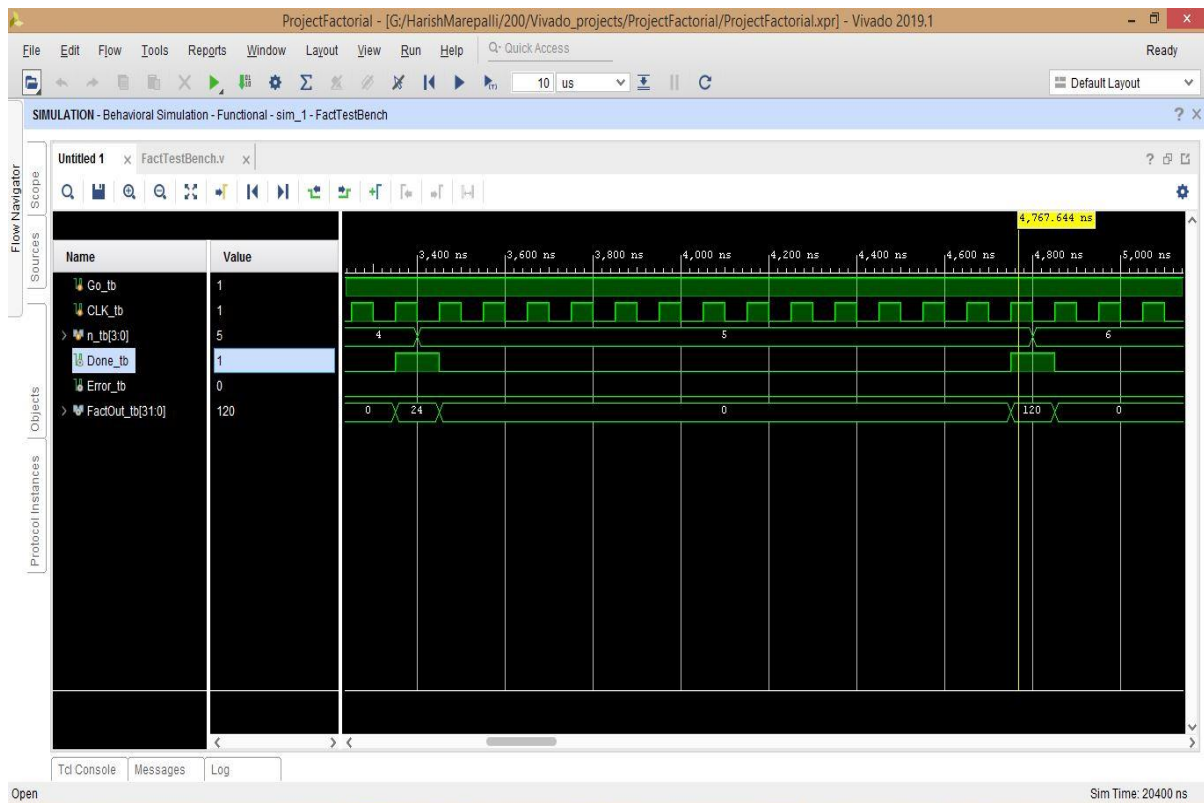 ProjectFactorial - [G:/HarishMarepalli/200/Vivado_projects/ProjectFactorial/ProjectFactorial.xpr] - Vivado 2019.1
File Edit Flow Tools Reports Window Layout View Run Help Quick Access Ready
10 us Default Layout
SIMULATION - Behavioral Simulation - Functional - sim_1 - FactTestBench
Flow Navigator
Scope
Sources
Objects
Protocol Instances
Untitled 1 FactTestBench.v
4,767.644 ns
Name Value
3,400 ns 3,600 ns 3,800 ns 4,000 ns 4,200 ns 4,400 ns 4,600 ns 4,800 ns 5,000 ns
Go_tb 1
CLK_tb 1
n_tb[3:0] 5 4 5 6
Done_tb 1
Error_tb 0
FactOut_tb[31:0] 120 0 24 0 120 0
Tcl Console Messages Log
Open Sim Time: 20400 ns